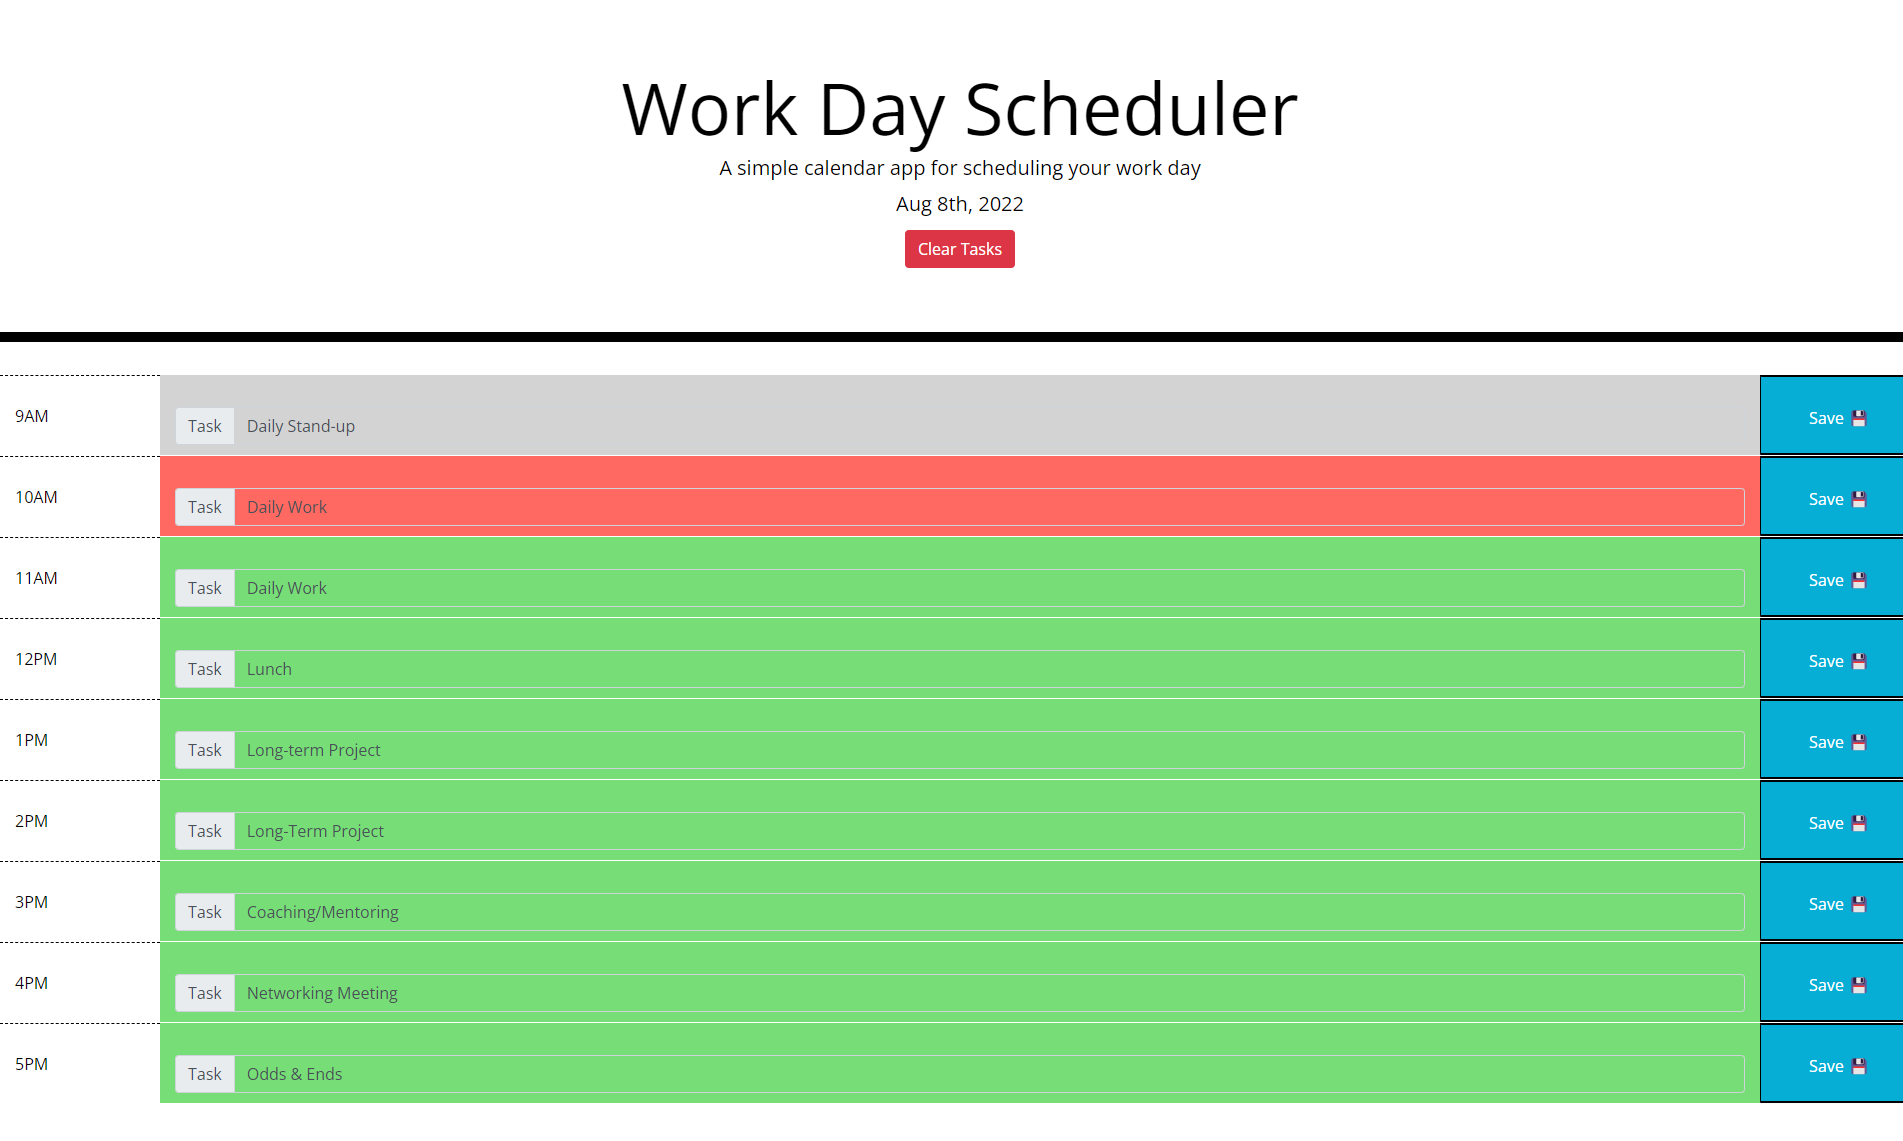 Work Day Scheduler
A simple calendar app for scheduling your work day
Aug 8th, 2022
Clear Tasks
9AM Task Daily Stand-up Save
10AM Task Daily Work Save
11AM Task Daily Work Save
12PM Task Lunch Save
1PM Task Long-term Project Save
2PM Task Long-Term Project Save
3PM Task Coaching/Mentoring Save
4PM Task Networking Meeting Save
5PM Task Odds & Ends Save